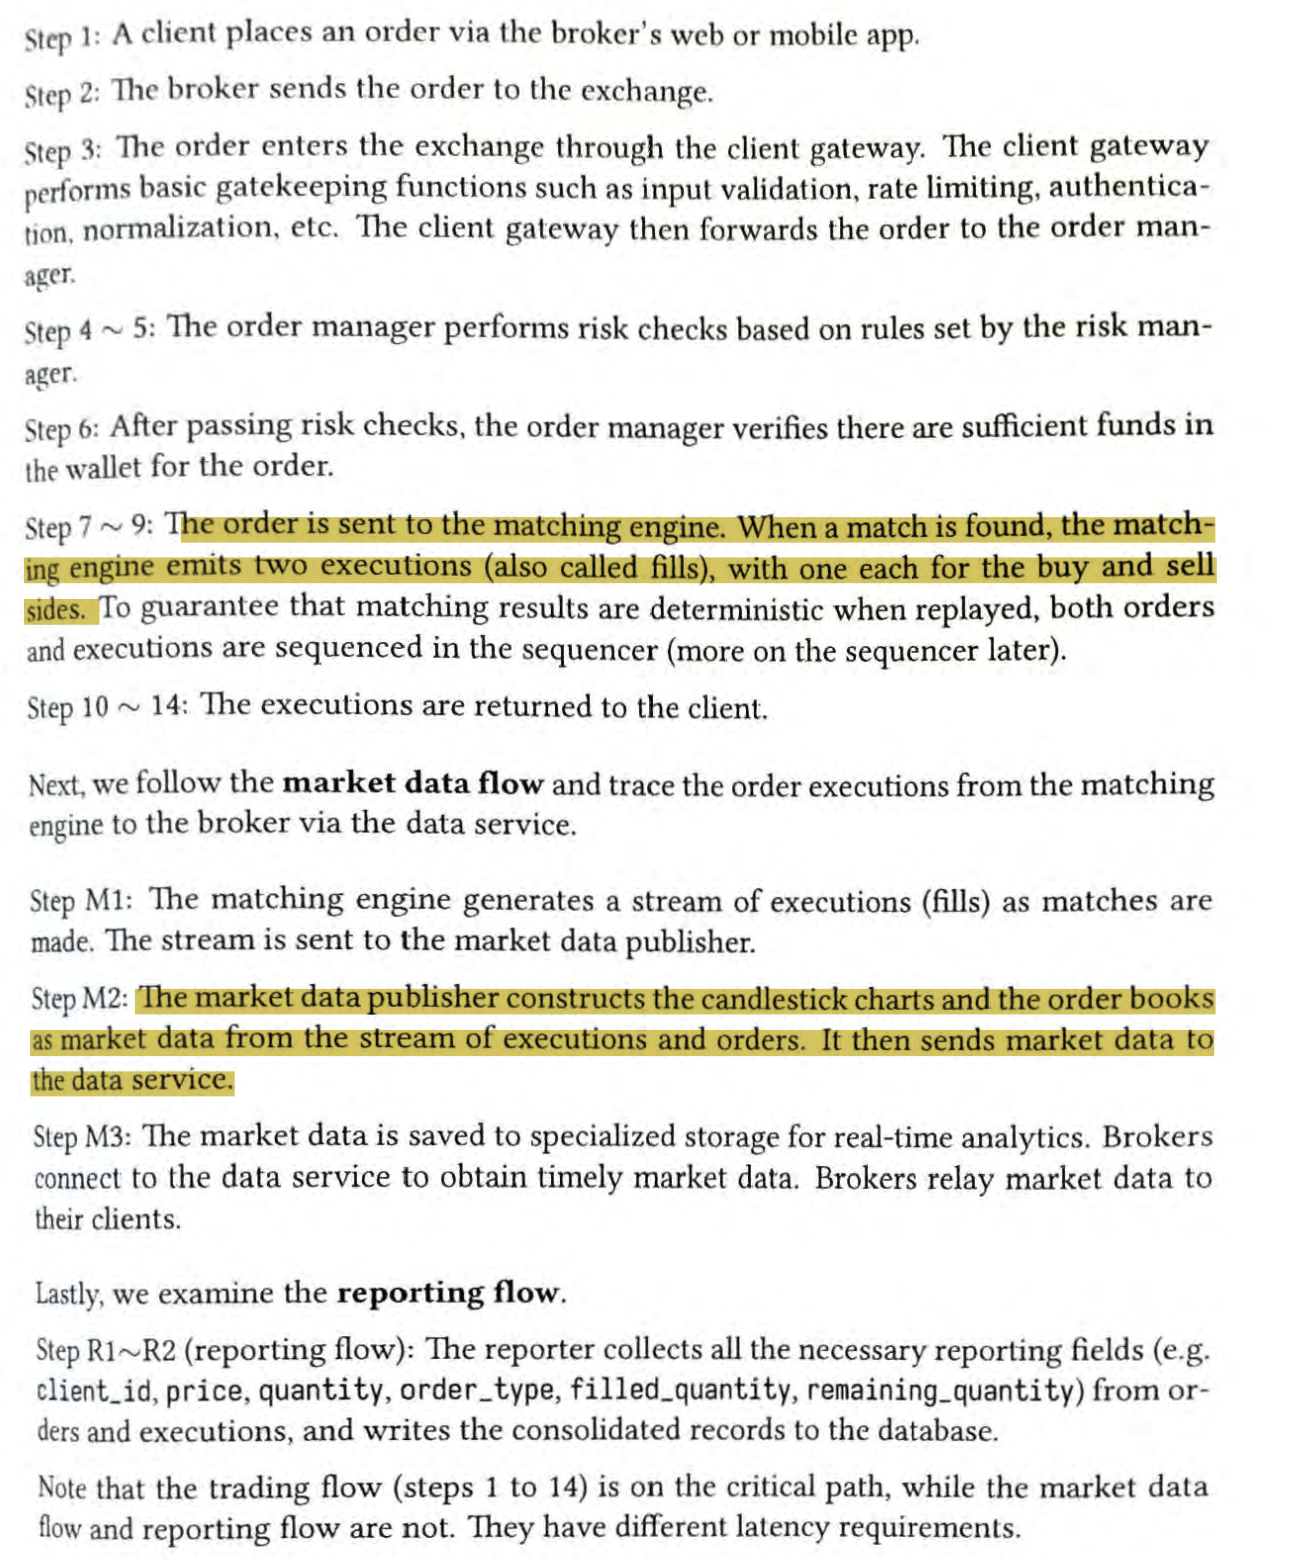 Step 1: A client places an order via the broker's web or mobile app.
Step 2: The broker sends the order to the exchange.
Step 3: The order enters the exchange through the client gateway. The client gateway
performs basic gatekeeping functions such as input validation, rate limiting, authentica-
tion, normalization, etc. The client gateway then forwards the order to the order man-
ager.
Step 4 ~ 5: The order manager performs risk checks based on rules set by the risk man-
ager.
Step 6: After passing risk checks, the order manager verifies there are sufficient funds in
the wallet for the order.
Step 7 ~ 9: The order is sent to the matching engine. When a match is found, the match-
ing engine emits two executions (also called fills), with one each for the buy and sell
sides. To guarantee that matching results are deterministic when replayed, both orders
and executions are sequenced in the sequencer (more on the sequencer later).
Step 10 ~ 14: The executions are returned to the client.
Next, we follow the market data flow and trace the order executions from the matching
engine to the broker via the data service.
Step M1: The matching engine generates a stream of executions (fills) as matches are
made. The stream is sent to the market data publisher.
Step M2: The market data publisher constructs the candlestick charts and the order books
as market data from the stream of executions and orders. It then sends market data to
the data service.
Step M3: The market data is saved to specialized storage for real-time analytics. Brokers
connect to the data service to obtain timely market data. Brokers relay market data to
their clients.
Lastly, we examine the reporting flow.
Step R1~R2 (reporting flow): The reporter collects all the necessary reporting fields (e.g.
client_id, price, quantity, order_type, filled_quantity, remaining_quantity) from or-
ders and executions, and writes the consolidated records to the database.
Note that the trading flow (steps 1 to 14) is on the critical path, while the market data
flow and reporting flow are not. They have different latency requirements.